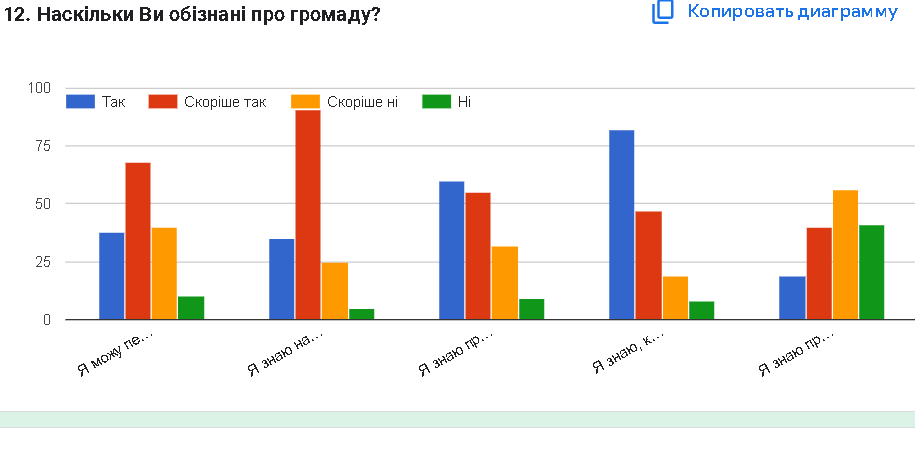 12. Наскільки Ви обізнані про громаду?
Копировать диаграмму
100
Так
Скоріше так
Скоріше ні
Ні
75
50
25
0
Я можу пе...
Я знаю на...
Я знаю пр...
Я знаю, к...
Я знаю пр...